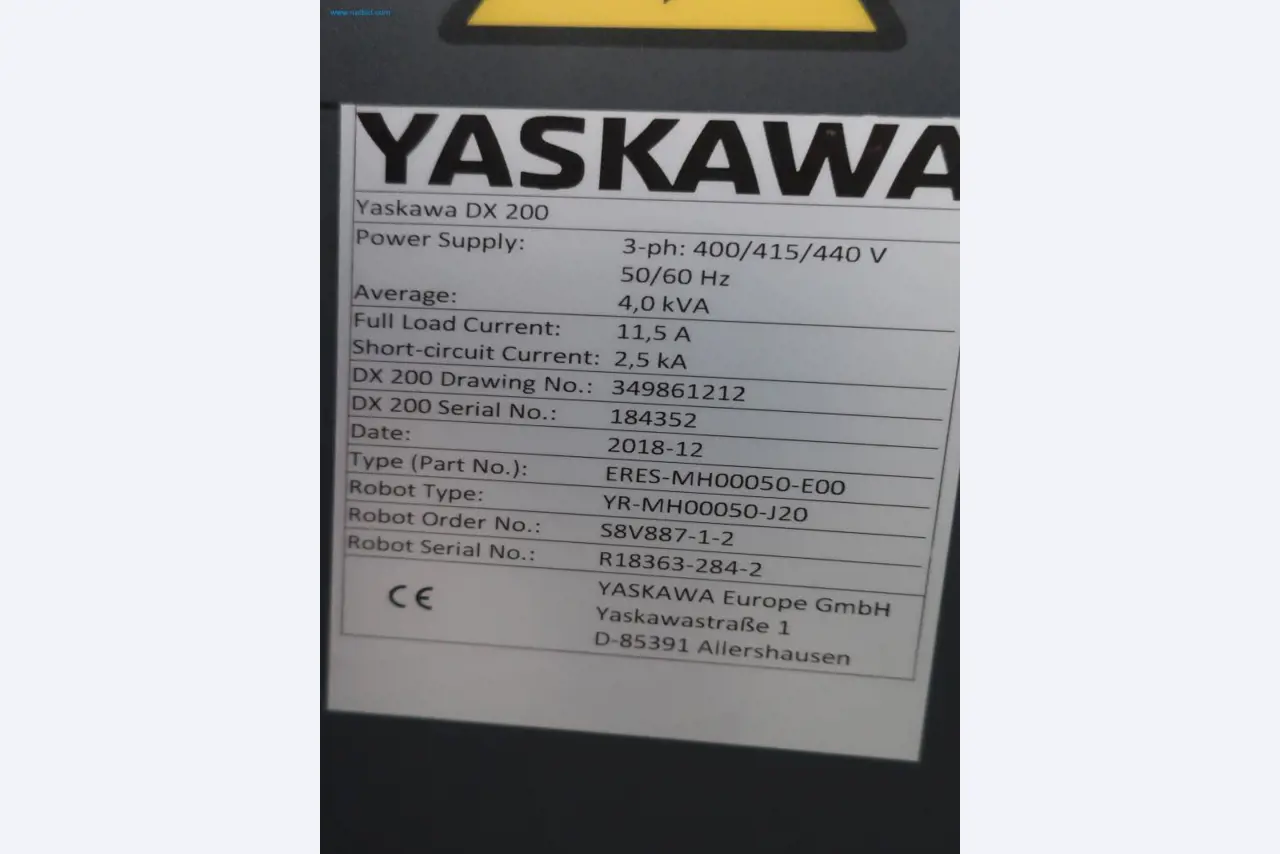 www.netbid.com
YASKAWA
Yaskawa DX 200
Power Supply: 3-ph: 400/415/440 V
50/60 Hz
Average: 4,0 kVA
Full Load Current: 11,5 A
Short-circuit Current: 2,5 kA
DX 200 Drawing No.: 349861212
DX 200 Serial No.: 184352
Date: 2018-12
Type (Part No.): ERES-MH00050-E00
Robot Type: YR-MH00050-J20
Robot Order No.: S8V887-1-2
Robot Serial No.: R18363-284-2
CE YASKAWA Europe GmbH
Yaskawastraße 1
D-85391 Allershausen